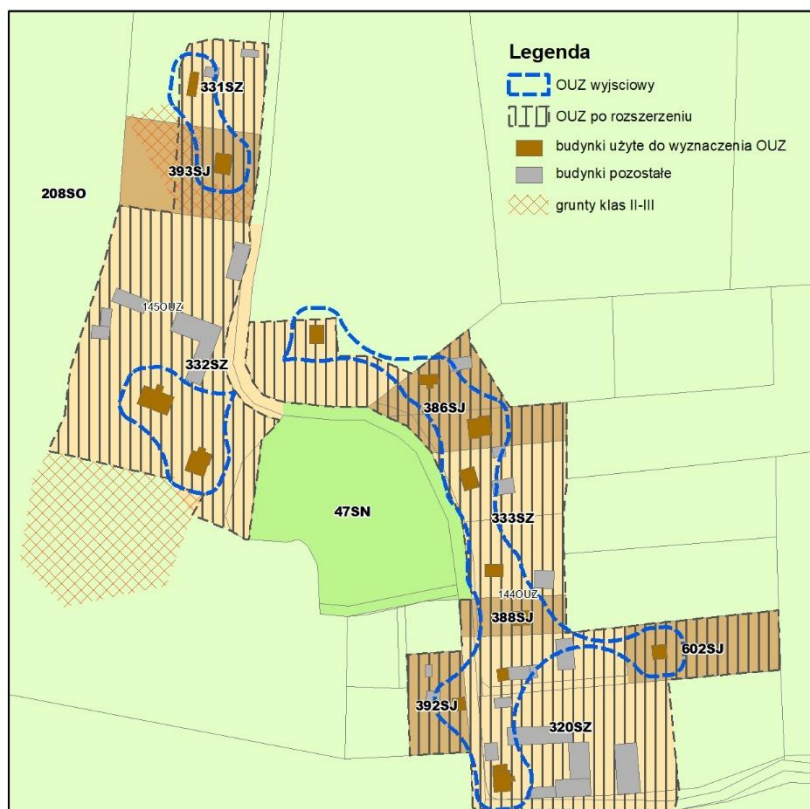 Legenda
OUZ wyjsciowy
OUZ po rozszerzeniu
budynki użyte do wyznaczenia OUZ
budynki pozostałe
grunty klas II-III
331SZ
393SJ
208SO
145OUZ
332SZ
386SJ
47SN
333SZ
144OUZ
388SJ
602SJ
392SJ
320SZ